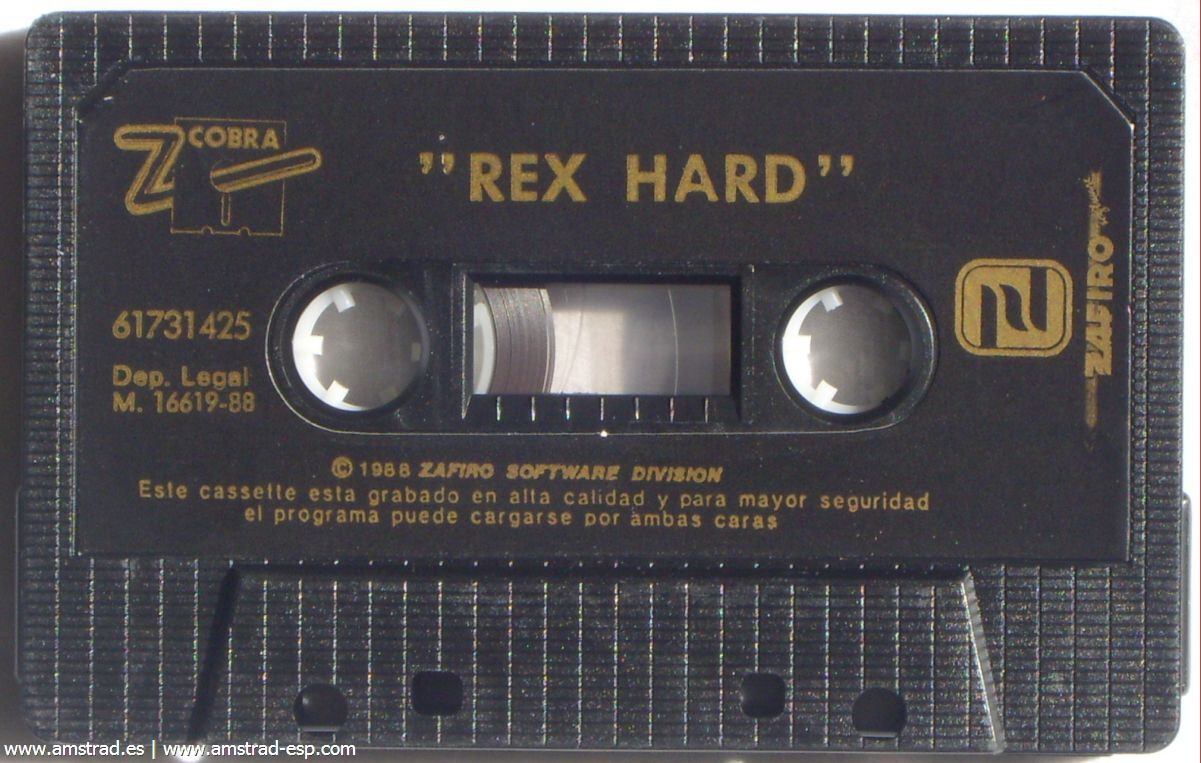 Z COBRA
"REX HARD"
ZAFIRO
61731425
Dep. Legal
M. 16619-88
© 1988 ZAFIRO SOFTWARE DIVISION
Este cassette esta grabado en alta calidad y para mayor seguridad
el programa puede cargarse por ambas caras
www.amstrad.es | www.amstrad-esp.com